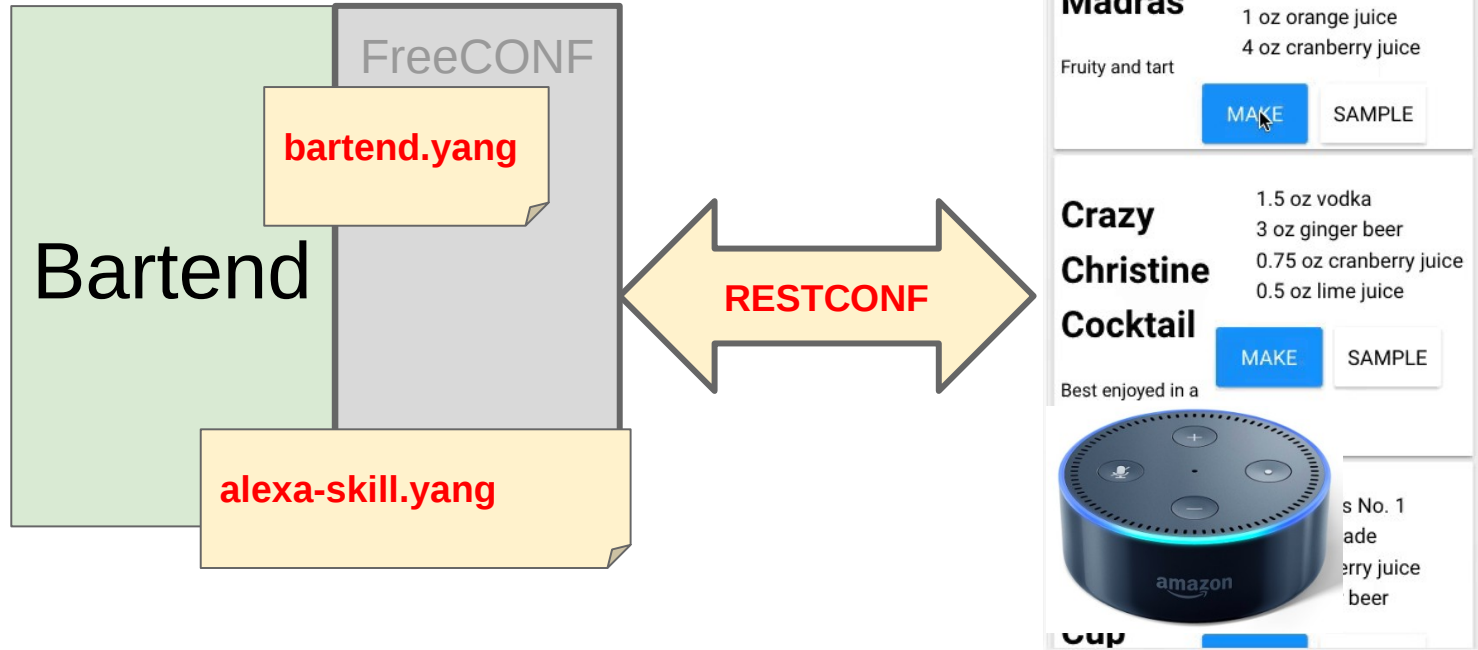 FreeCONF
bartend.yang
Bartend
alexa-skill.yang
RESTCONF
Madras
1 oz orange juice
4 oz cranberry juice
Fruity and tart
MAKE
SAMPLE
Crazy
Christine
Cocktail
1.5 oz vodka
3 oz ginger beer
0.75 oz cranberry juice
0.5 oz lime juice
MAKE
SAMPLE
Best enjoyed in a
s No. 1
ade
erry juice
beer
amazon
Cup